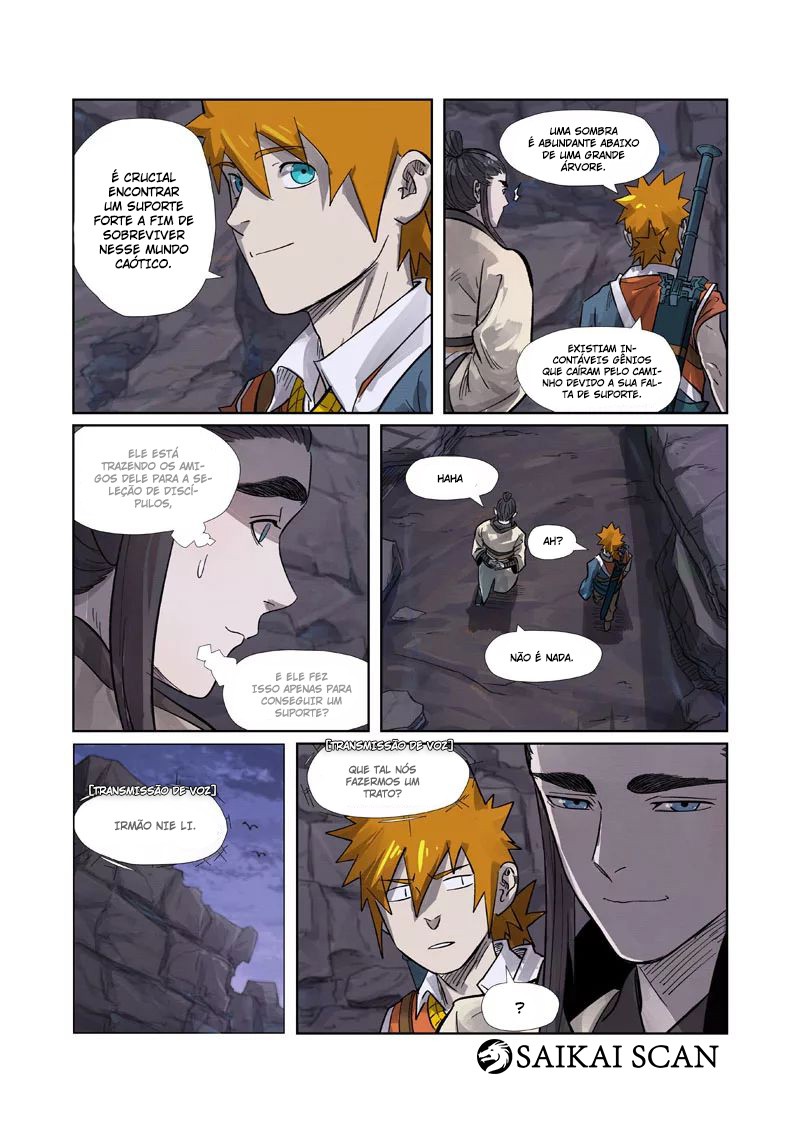 É CRUCIAL
ENCONTRAR
UM SUPORTE
FORTE A FIM DE
SOBREVIVER
NESSE MUNDO
CAÓTICO.
UMA SOMBRA
É ABUNDANTE ABAIXO
DE UMA GRANDE
ÁRVORE.
EXISTIAM IN-
CONTÁVEIS GÊNIOS
QUE CAÍRAM PELO CAMI-
NHO DEVIDO A SUA FAL-
TA DE SUPORTE.
ELE ESTÁ
TRAZENDO OS AMI-
GOS DELE PARA A SE-
LEÇÃO DE DISCÍ-
PULOS,
E ELE FEZ
ISSO APENAS PARA
CONSEGUIR UM
SUPORTE?
HAHA
AH?
NÃO É NADA.
[TRANSMISSÃO DE VOZ]
IRMÃO NIE LI.
[TRANSMISSÃO DE VOZ]
QUE TAL NÓS
FAZERMOS UM
TRATO?
?
SAIKAI SCAN